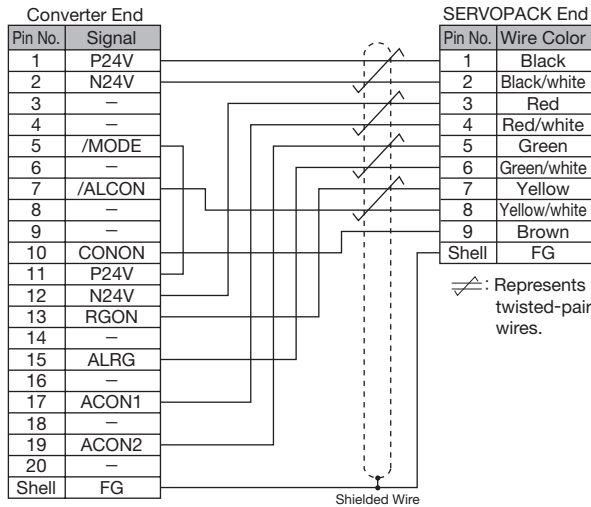 Converter End
Pin No. Signal
1 P24V
2 N24V
3 –
4 –
5 /MODE
6 –
7 /ALCON
8 –
9 –
10 CONON
11 P24V
12 N24V
13 RGON
14 –
15 ALRG
16 –
17 ACON1
18 –
19 ACON2
20 –
Shell FG
Shielded Wire
SERVOPACK End
Pin No. Wire Color
1 Black
2 Black/white
3 Red
4 Red/white
5 Green
6 Green/white
7 Yellow
8 Yellow/white
9 Brown
Shell FG
: Represents
twisted-pair
wires.